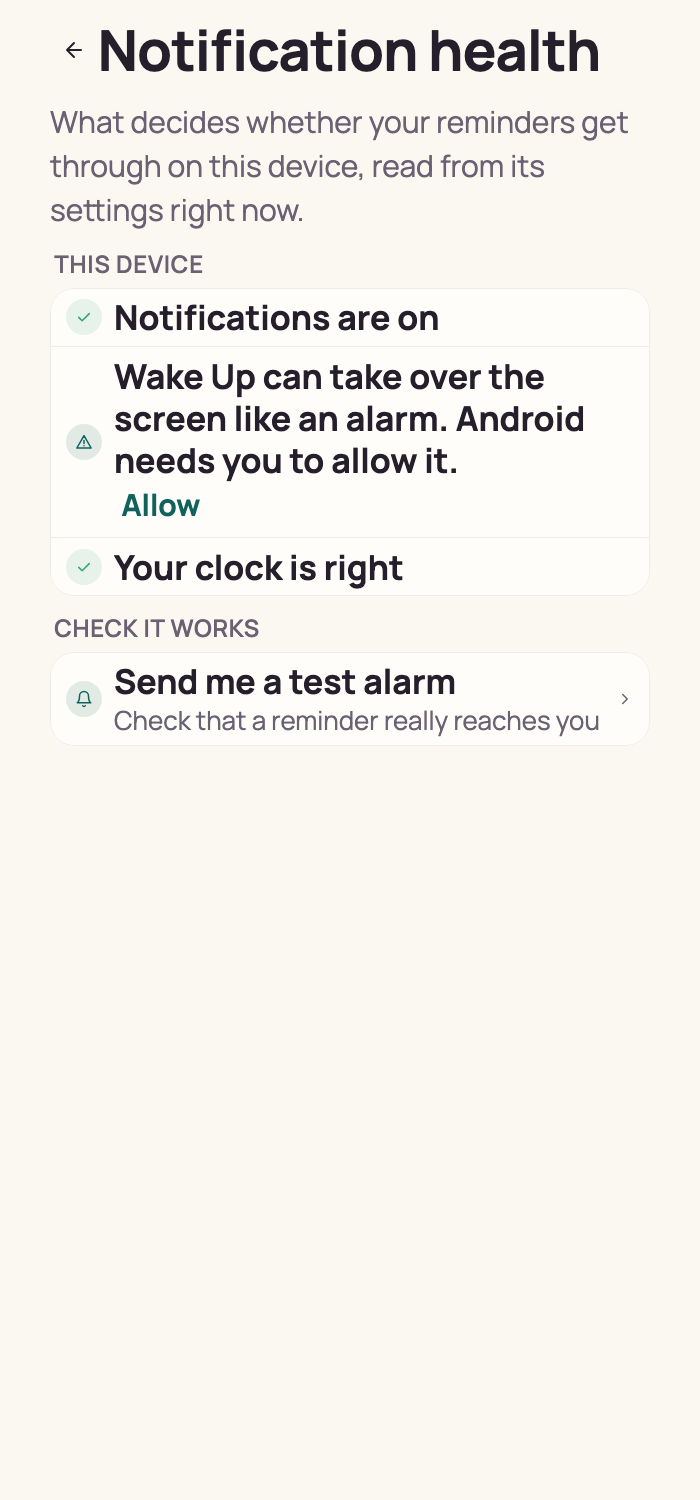 Notification health
What decides whether your reminders get
through on this device, read from its
settings right now.
THIS DEVICE
Notifications are on
Wake Up can take over the
screen like an alarm. Android
needs you to allow it.
Allow
Your clock is right
CHECK IT WORKS
Send me a test alarm
Check that a reminder really reaches you